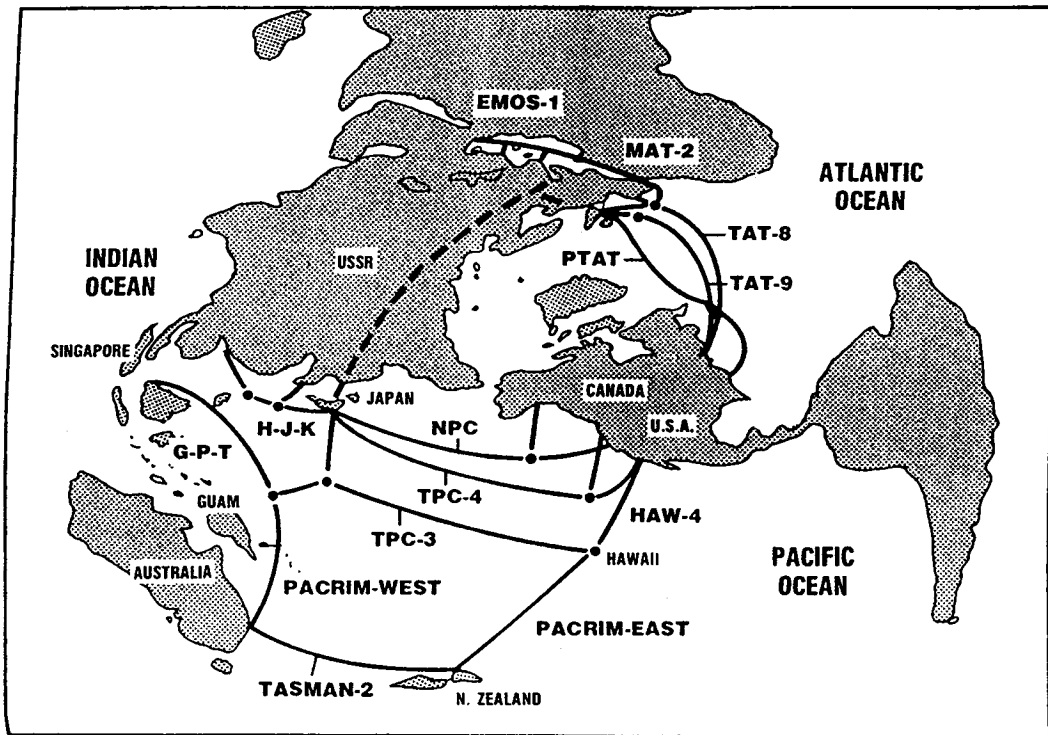 EMOS-1
MAT-2
ATLANTIC
OCEAN
TAT-8
INDIAN
OCEAN
USSR
PTAT
TAT-9
SINGAPORE
JAPAN
CANADA
U.S.A.
H-J-K
NPC
G-P-T
GUAM
TPC-4
HAW-4
TPC-3
HAWAII
AUSTRALIA
PACIFIC
OCEAN
PACRIM-WEST
PACRIM-EAST
TASMAN-2
N. ZEALAND